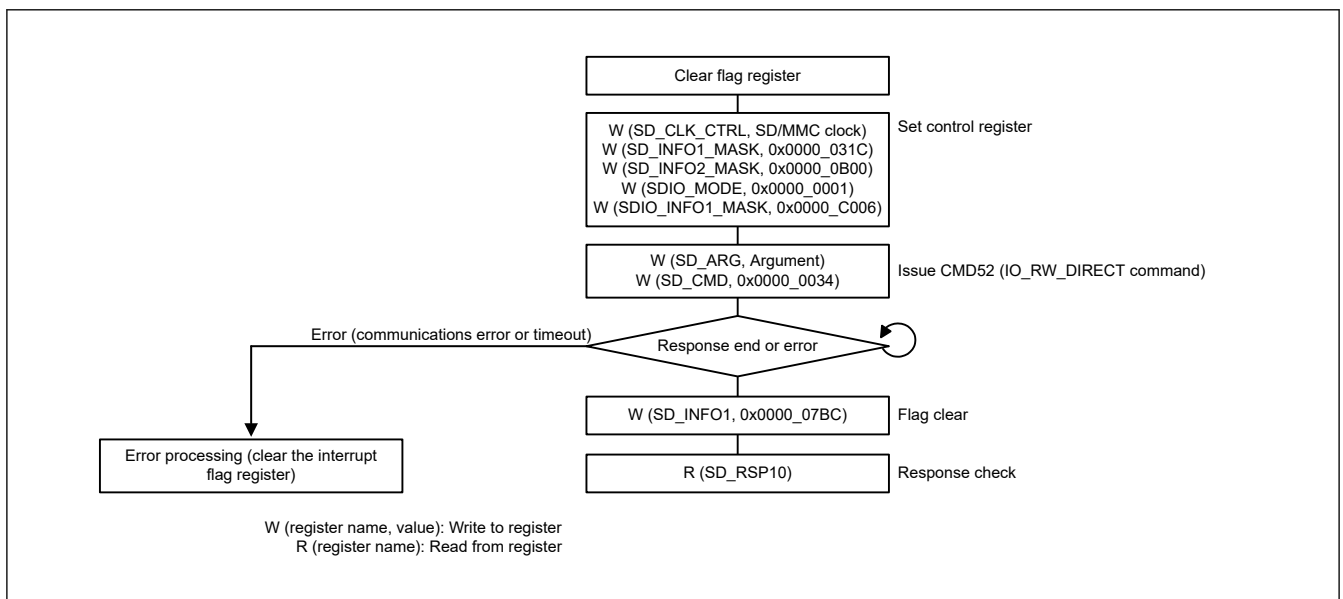 Clear flag register
W (SD_CLK_CTRL, SD/MMC clock)
W (SD_INFO1_MASK, 0x0000_031C)
W (SD_INFO2_MASK, 0x0000_0B00)
W (SDIO_MODE, 0x0000_0001)
W (SDIO_INFO1_MASK, 0x0000_C006)
Set control register
W (SD_ARG, Argument)
W (SD_CMD, 0x0000_0034)
Issue CMD52 (IO_RW_DIRECT command)
Error (communications error or timeout)
Response end or error
W (SD_INFO1, 0x0000_07BC)
Flag clear
Error processing (clear the interrupt
flag register)
R (SD_RSP10)
Response check
W (register name, value): Write to register
R (register name): Read from register